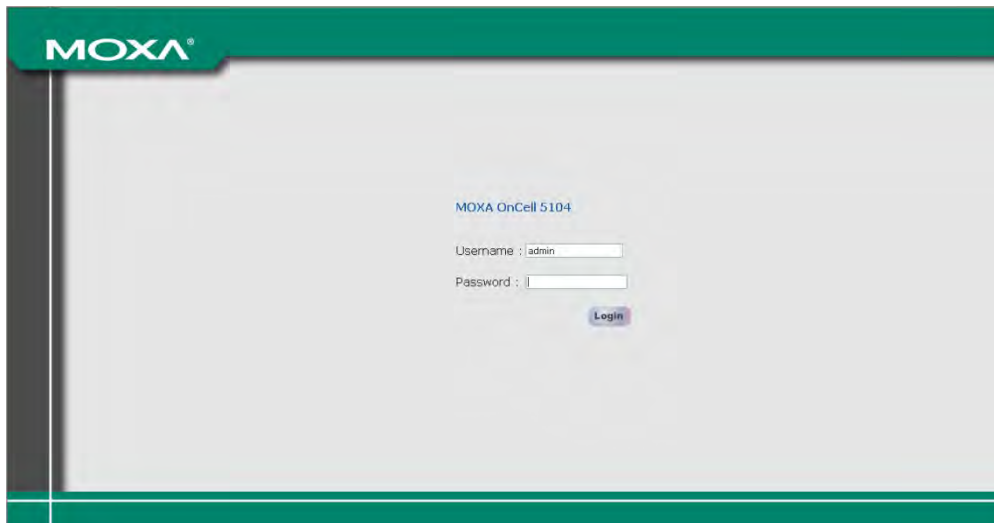 MOXA®
MOXA OnCell 5104
Username : admin
Password :
Login